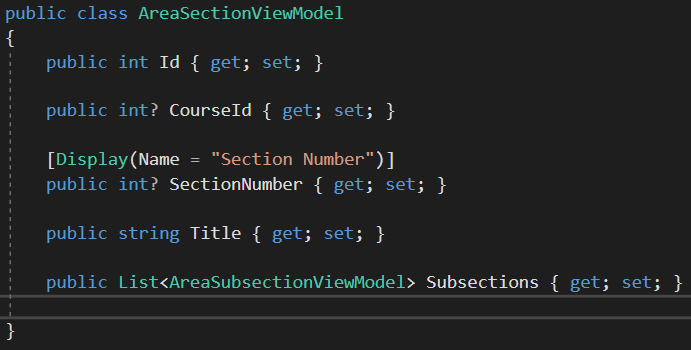 public class AreaSectionViewModel
{
public int Id { get; set; }
public int? CourseId { get; set; }
[Display(Name = "Section Number")]
public int? SectionNumber { get; set; }
public string Title { get; set; }
public List<AreaSubsectionViewModel> Subsections { get; set; }
}